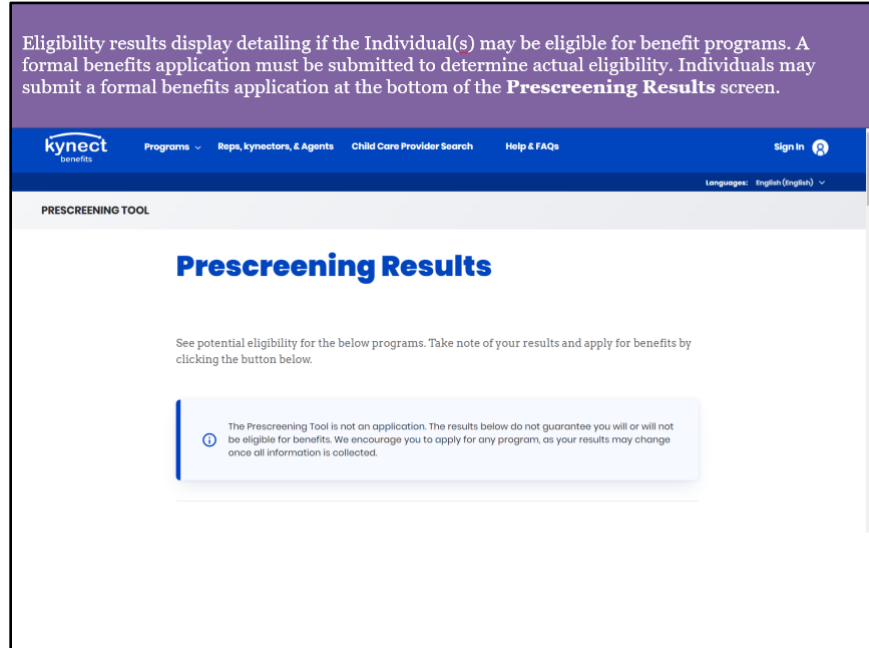 Eligibility results display detailing if the Individual(s) may be eligible for benefit programs. A
formal benefits application must be submitted to determine actual eligibility. Individuals may
submit a formal benefits application at the bottom of the Prescreening Results screen.
kynect
benefits
Programs
Reps, kynectors, & Agents
Child Care Provider Search
Help & FAQs
Sign In
Languages: English (English)
PRESCREENING TOOL
Prescreening Results
See potential eligibility for the below programs. Take note of your results and apply for benefits by
clicking the button below.
The Prescreening Tool is not an application. The results below do not guarantee you will or will not
be eligible for benefits. We encourage you to apply for any program, as your results may change
once all information is collected.